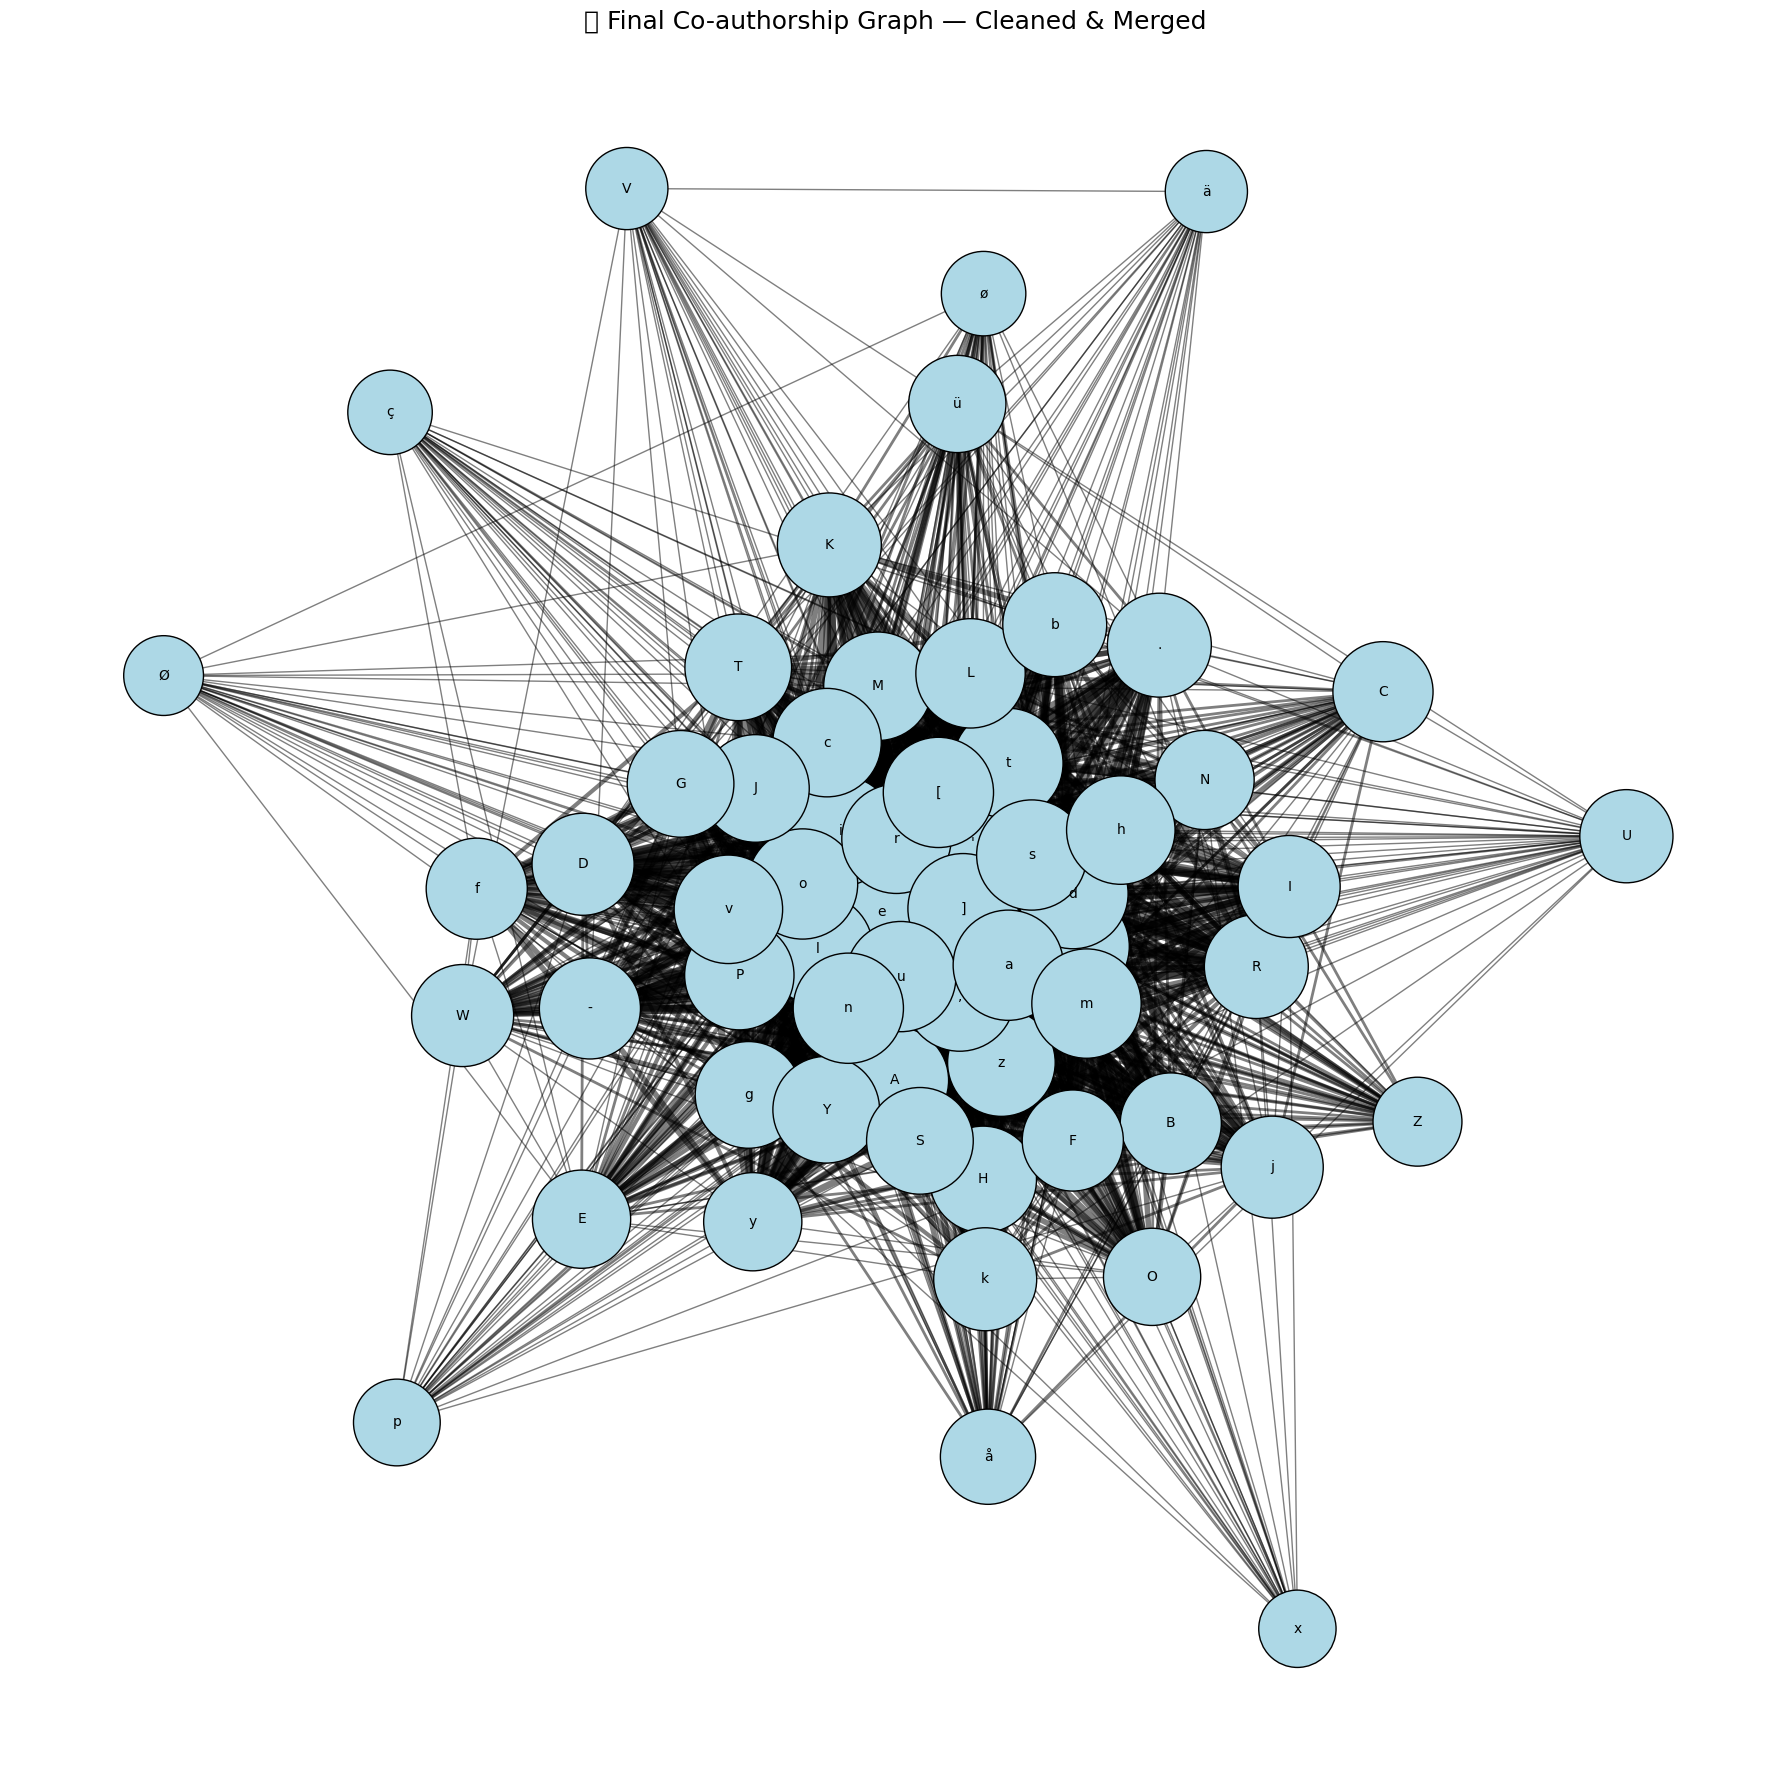 ▯ Final Co-authorship Graph — Cleaned & Merged
V
ä
ø
ç
ü
K
b
.
T
Ø
M
L
C
c
t
N
G
J
[
h
U
i
r
s
D
f
o
e
]
d
I
v
l
a
R
P
u
n
,
m
W
-
z
A
g
Y
S
F
B
Z
j
H
E
y
k
O
p
å
x